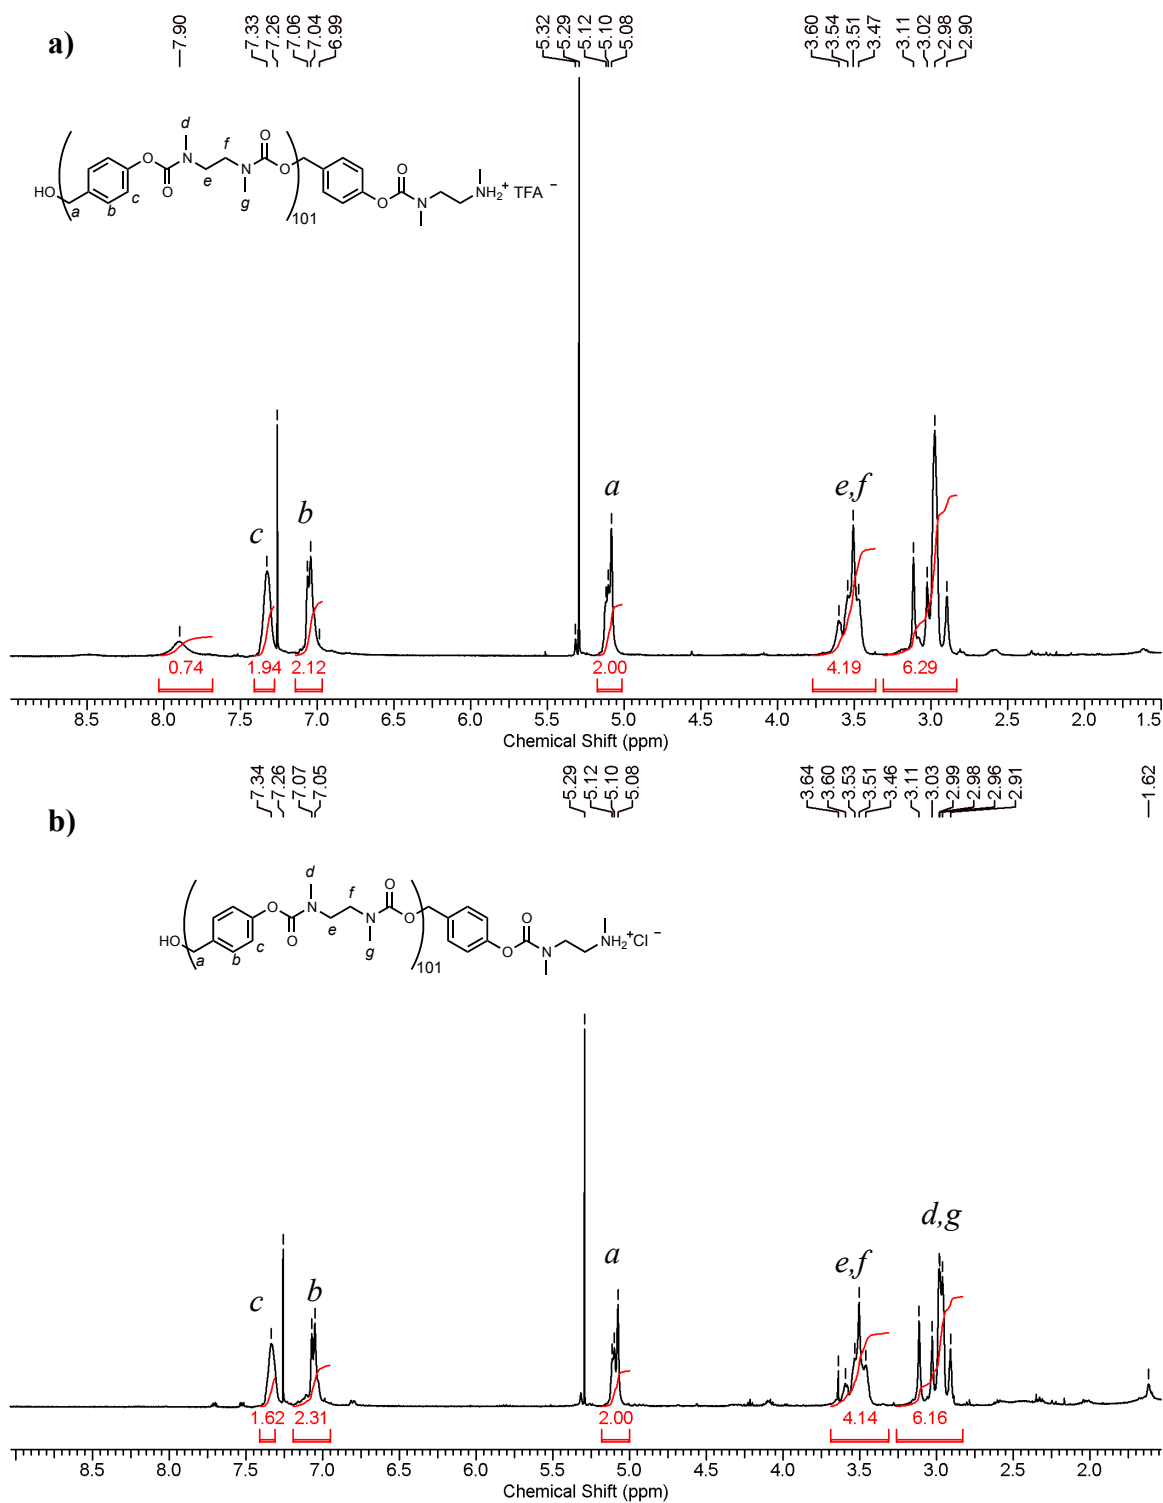 a)
7.90 7.33 7.26 7.06 7.04 6.99 5.32 5.29 5.12 5.10 5.08 3.60 3.54 3.51 3.47 3.11 3.02 2.98 2.90
d
O
f
O
N
N
O
O
HO
a
b
c
O
e
g
101
O
O
N
NH2+ TFA −
a
e,f
c
b
0.74 1.94 2.12 2.00 4.19 6.29
8.5 8.0 7.5 7.0 6.5 6.0 5.5 5.0 4.5 4.0 3.5 3.0 2.5 2.0 1.5
Chemical Shift (ppm)
7.34 7.26 7.07 7.05 5.29 5.12 5.10 5.08 3.64 3.60 3.53 3.51 3.46 3.11 3.03 2.99 2.98 2.96 2.91 1.62
b)
d
O
f
O
N
N
O
O
HO
a
b
c
O
e
g
101
O
O
N
NH2+Cl −
d,g
a
e,f
c
b
1.62 2.31 2.00 4.14 6.16
8.5 8.0 7.5 7.0 6.5 6.0 5.5 5.0 4.5 4.0 3.5 3.0 2.5 2.0
Chemical Shift (ppm)